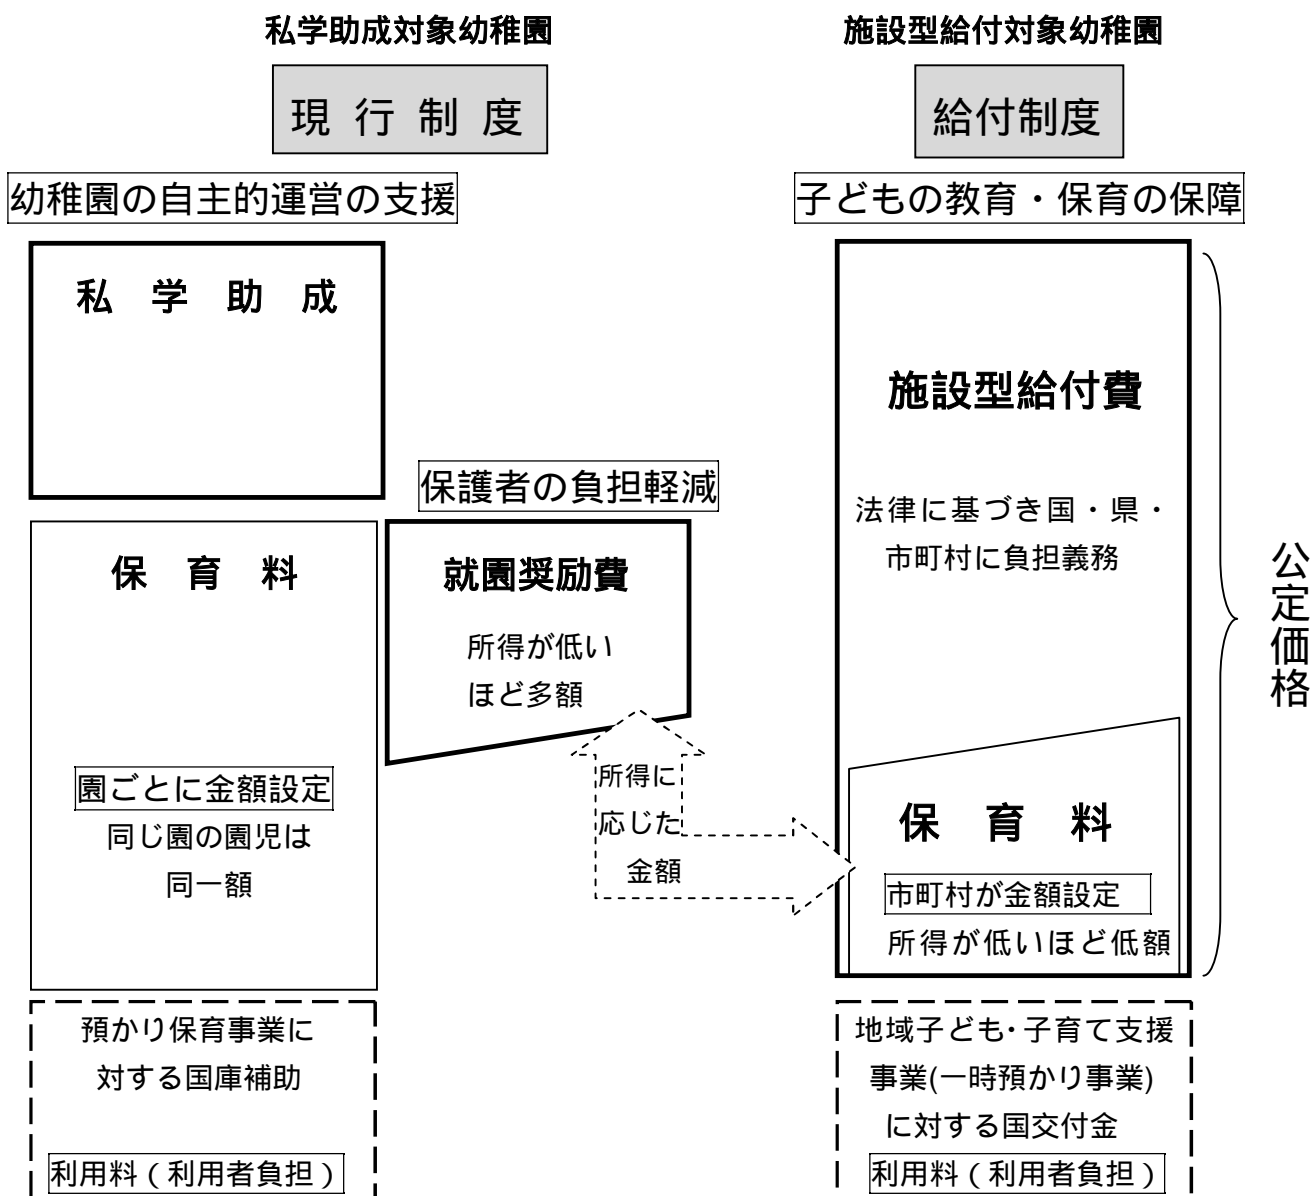 私学助成対象幼稚園
現行制度
幼稚園の自主的運営の支援
私学助成
保護者の負担軽減
保育料
園ごとに金額設定
同じ園の園児は
同一額
就園奨励費
所得が低い
ほど多額
所得に
応じた
金額
預かり保育事業に
対する国庫補助
利用料(利用者負担)
施設型給付対象幼稚園
給付制度
子どもの教育・保育の保障
施設型給付費
法律に基づき国・県・
市町村に負担義務
保育料
市町村が金額設定
所得が低いほど低額
公定価格
地域子ども・子育て支援
事業(一時預かり事業)
に対する国交付金
利用料(利用者負担)